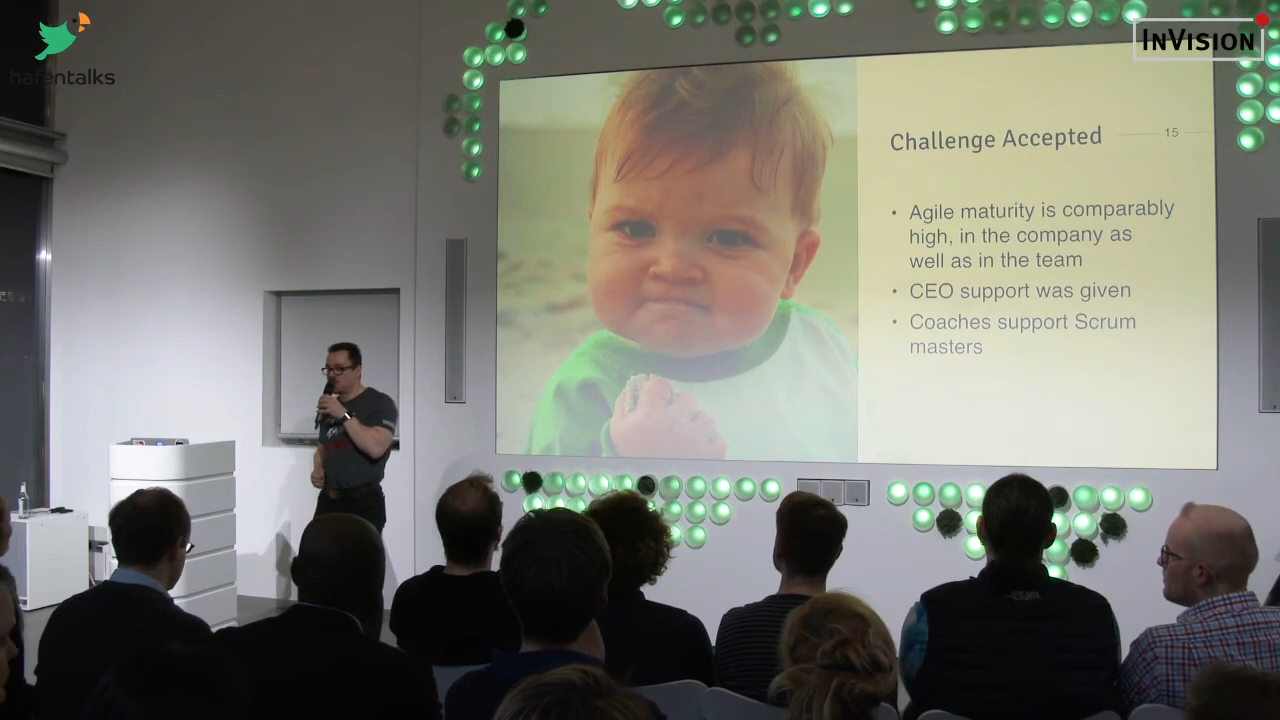 hafentalks
INVISION
Challenge Accepted
15
• Agile maturity is comparably
high, in the company as
well as in the team
• CEO support was given
• Coaches support Scrum
masters